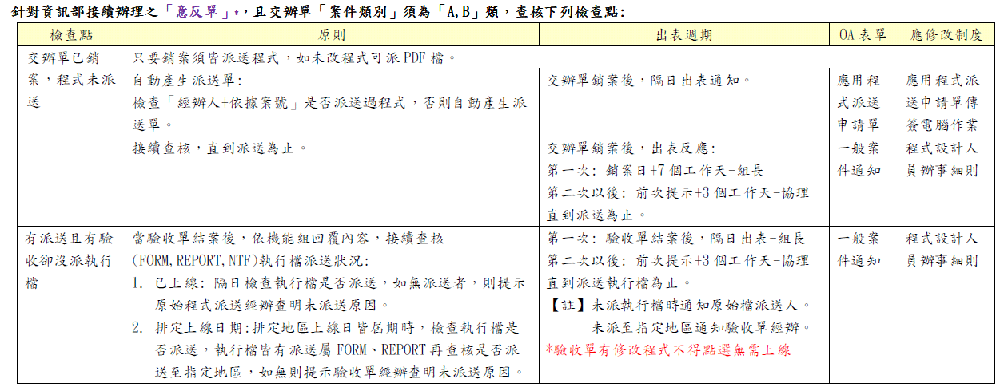 針對資訊部接續辦理之「意反單」*，且交辦單「案件類別」須為「A,B」類，查核下列檢查點:
檢查點
原則
出表週期
OA表單
應修改制度
交辦單已銷
案，程式未派
送
只要銷案須皆派送程式，如未改程式可派PDF檔。
自動產生派送單:
檢查「經辦人+依據案號」是否派送過程式，否則自動產生派
送單。
交辦單銷案後，隔日出表通知。
應用程
式派送
申請單
應用程式派
送申請單傳
簽電腦作業
接續查核，直到派送為止。
交辦單銷案後，出表反應:
第一次: 銷案日+7個工作天-組長
第二次以後: 前次提示+3個工作天-協理
直到派送為止。
一般案
件通知
程式設計人
員辦事細則
有派送且有驗
收卻沒派執行
檔
當驗收單結案後，依機能組回覆內容，接續查核
(FORM,REPORT,NTF)執行檔派送狀況:
1. 已上線: 隔日檢查執行檔是否派送，如無派送者，則提示
原始程式派送經辦查明未派送原因。
2. 排定上線日期:排定地區上線日皆屆期時，檢查執行檔是
否派送，執行檔皆有派送屬FORM、REPORT再查核是否派
送至指定地區，如無則提示驗收單經辦查明未派送原因。
第一次: 驗收單結案後，隔日出表-組長
第二次以後: 前次提示+3個工作天-協理
直到派送執行檔為止。
【註】未派執行檔時通知原始檔派送人。
未派至指定地區通知驗收單經辦。
*驗收單有修改程式不得點選無需上線
一般案
件通知
程式設計人
員辦事細則